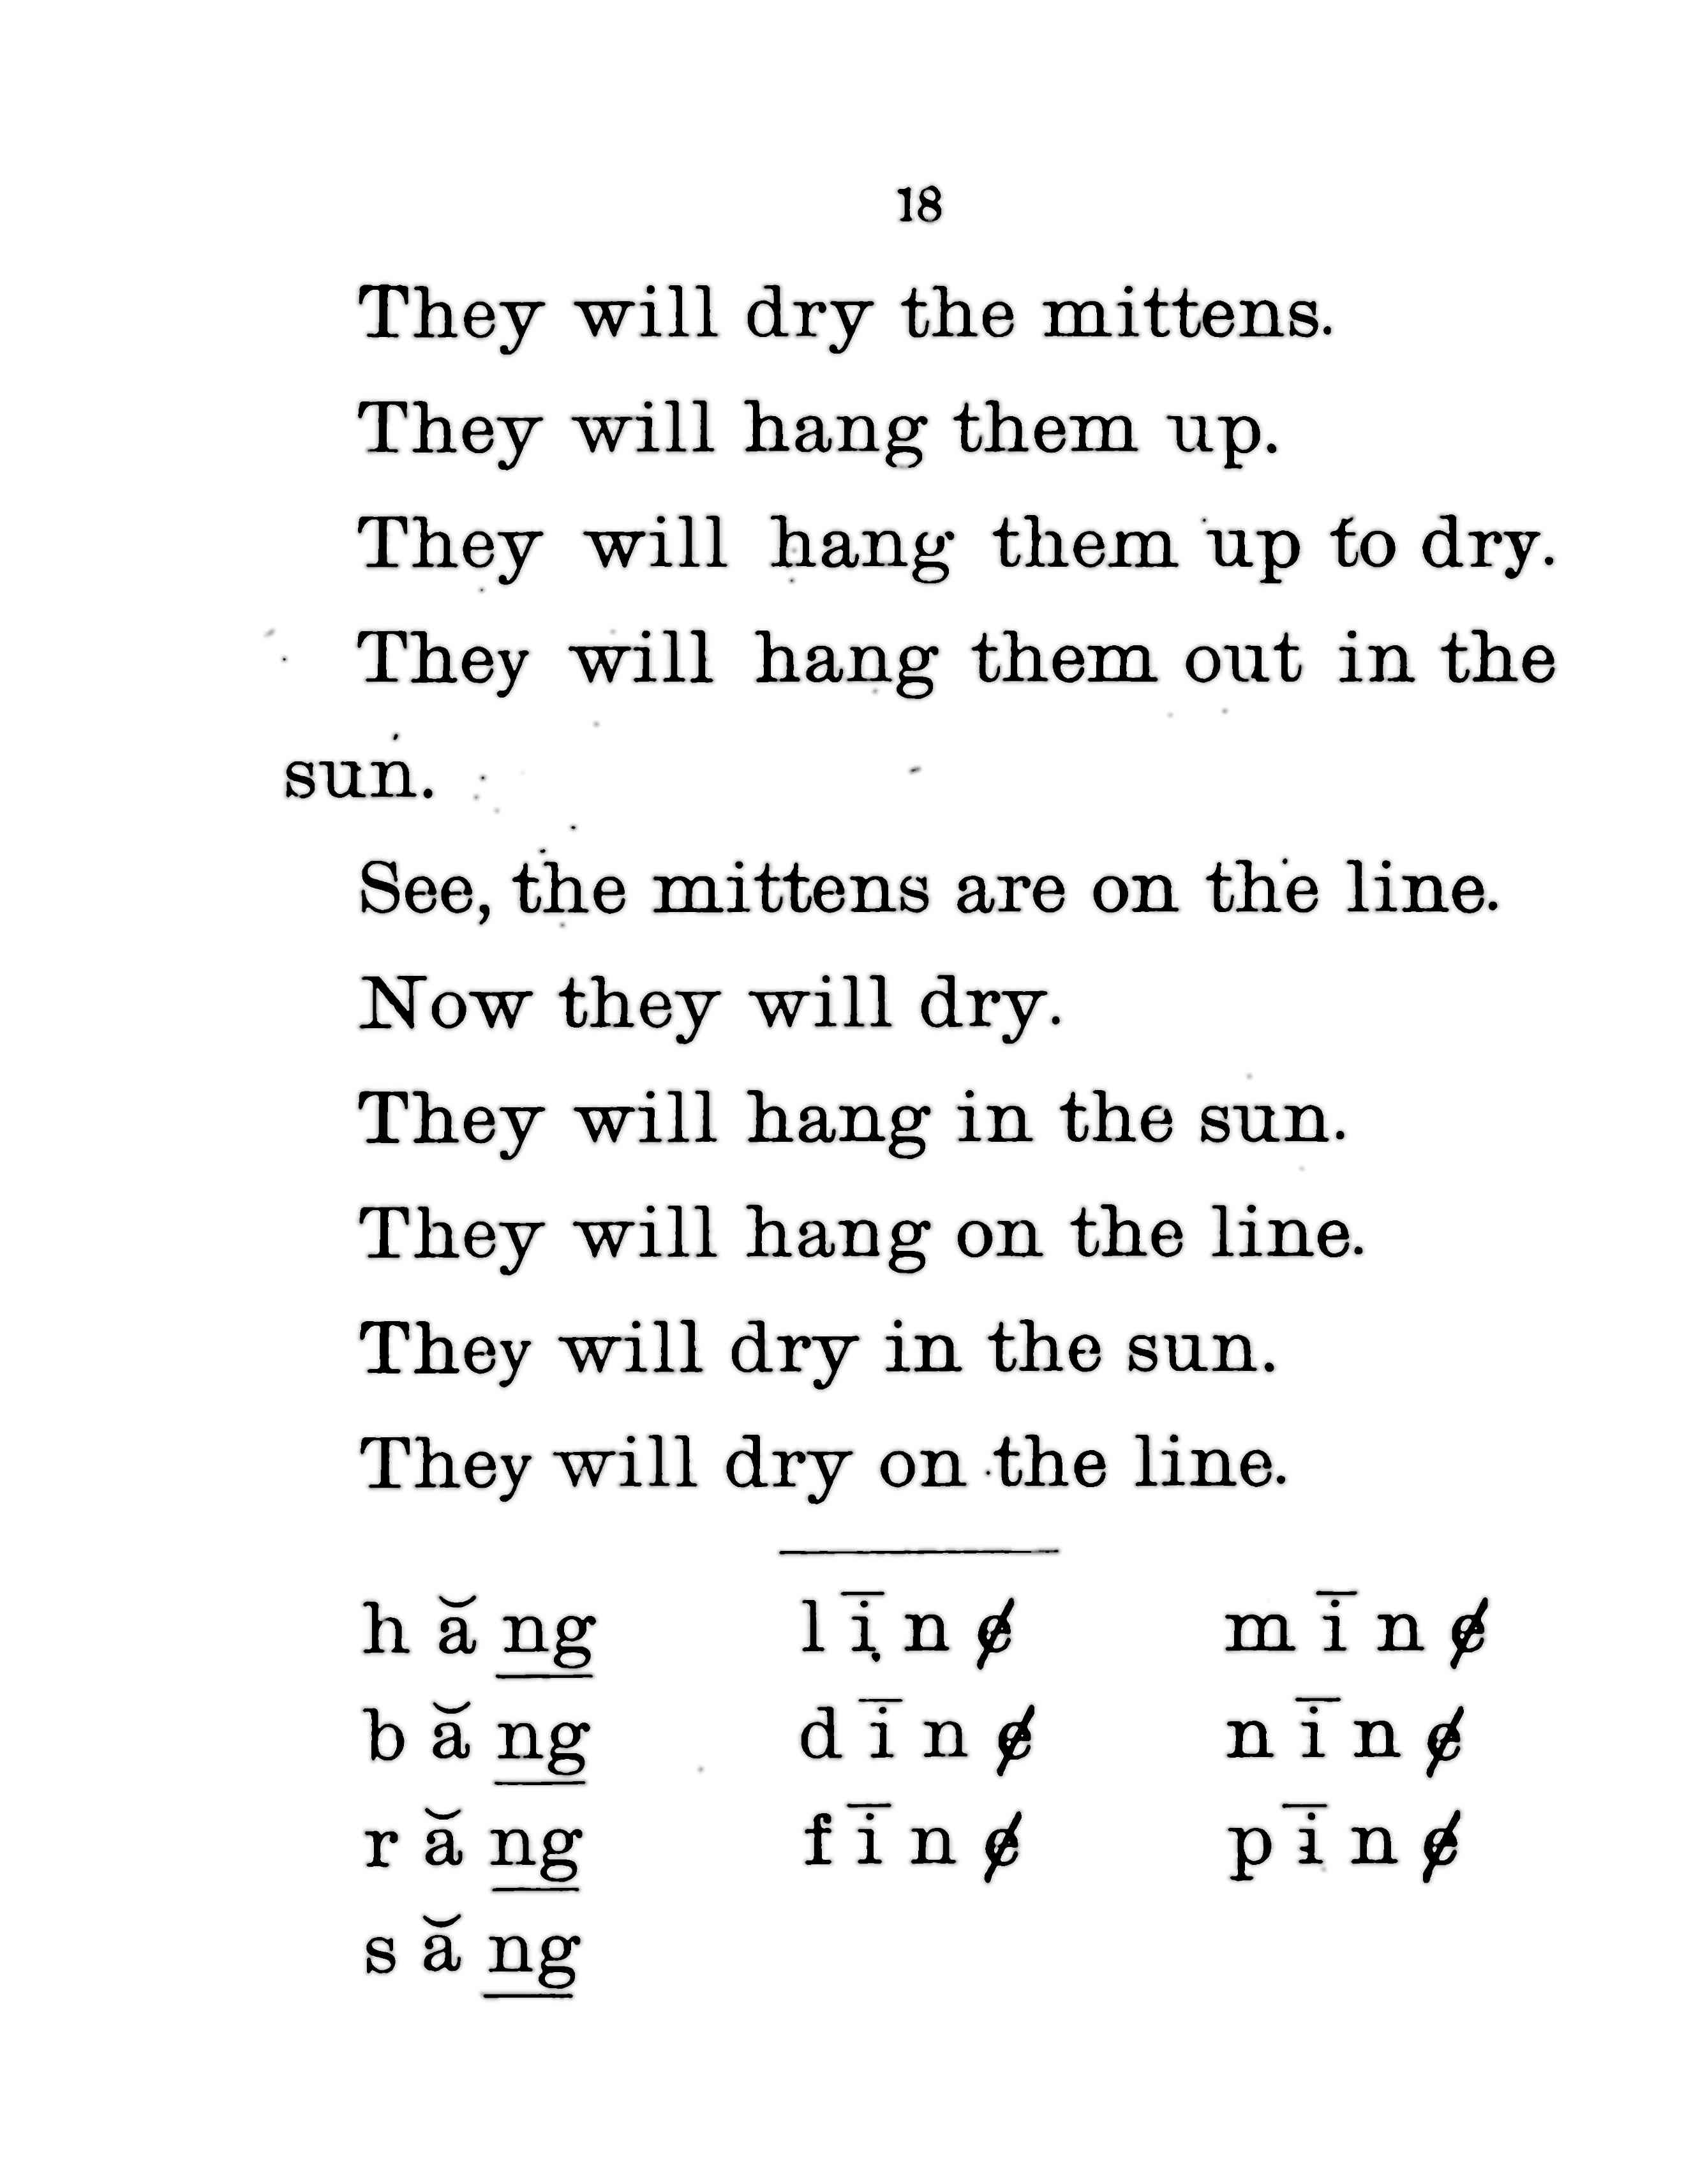 18
They will dry the mittens.
They will hang them up.
They will hang them up to dry.
They will hang them out in the
sun.
See, the mittens are on the line.
Now they will dry.
They will hang in the sun.
They will hang on the line.
They will dry in the sun.
They will dry on the line.
h ă ng l ī n ɇ m ī n ɇ
b ă ng d ī n ɇ n ī n ɇ
r ă ng f ī n ɇ p ī n ɇ
s ă ng